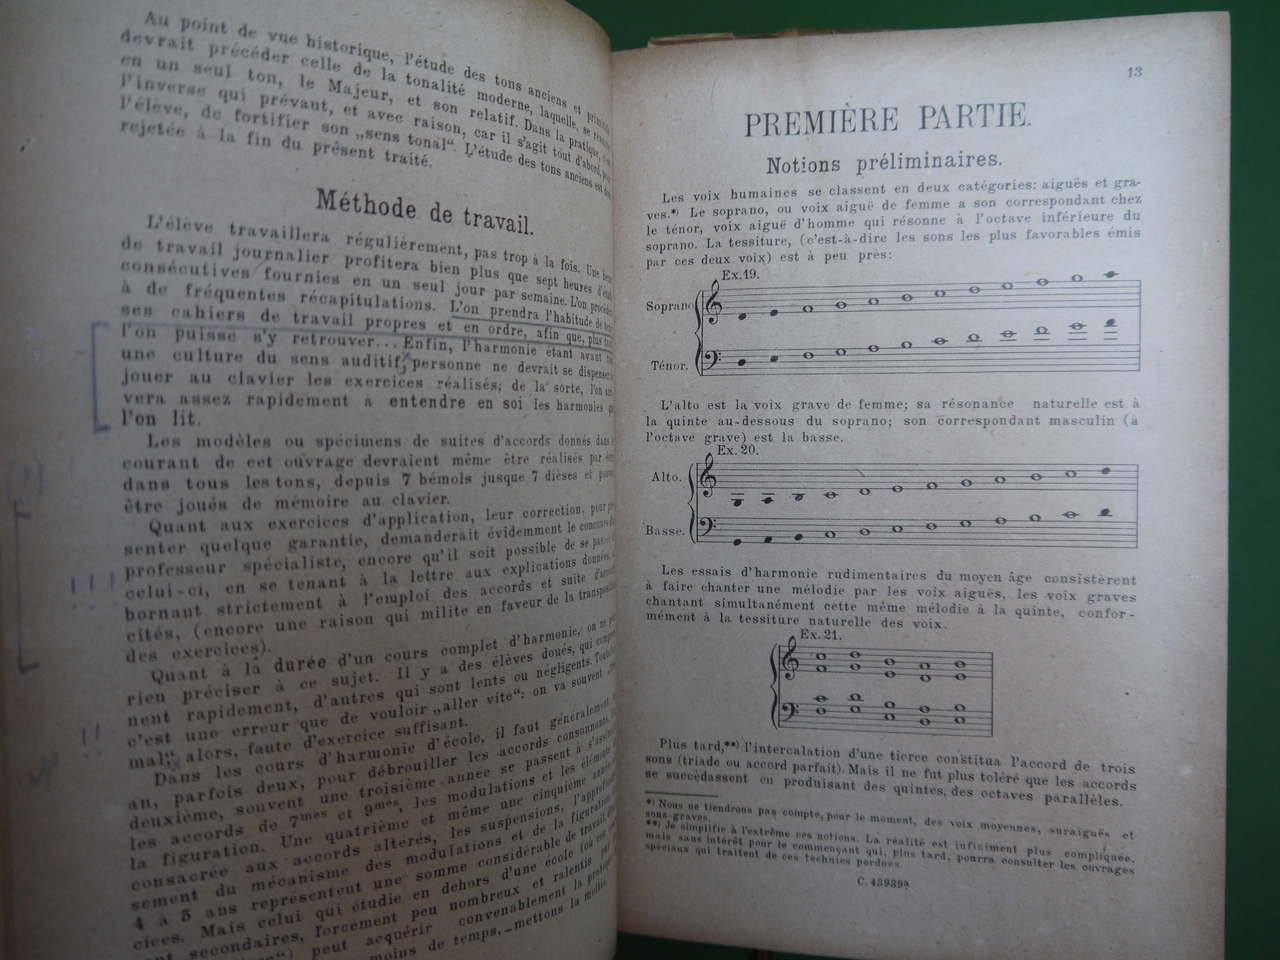 Au point de vue historique, l'étude des tons anciens et
devrait précéder celle de la tonalité moderne, laquelle, se
en un seul ton, le Majeur, et son relatif. Dans la pratique,
l'inverse qui prévaut, et avec raison, car il s'agit tout d'abord,
l'élève, de fortifier son „sens tonal“. L'étude des tons anciens est
rejetée à la fin du présent traité.
Méthode de travail.
L'élève travaillera régulièrement, pas trop à la fois. Une
de travail journalier profitera bien plus que sept heures
consécutives fournies en un seul jour par semaine. L'on
à de fréquentes récapitulations. L'on prendra l'habitude de
ses cahiers de travail propres et en ordre, afin que, plus
l'on puisse s'y retrouver... Enfin, l'harmonie étant avant
une culture du sens auditif, personne ne devrait se dispenser
jouer au clavier les exercices réalisés; de la sorte, l'on
vera assez rapidement à entendre en soi les harmonies
l'on lit.
Les modèles ou spécimens de suites d'accords donnés dans
courant de cet ouvrage devraient même être réalisés par
dans tous les tons, depuis 7 bémols jusque 7 dièses et
être joués de mémoire au clavier.
Quant aux exercices d'application, leur correction, pour
senter quelque garantie, demanderait évidemment le concours
professeur spécialiste, encore qu'il soit possible de se
celui-ci, en se tenant à la lettre aux explications données,
bornant strictement à l'emploi des accords et suite
cités, (encore une raison qui milite en faveur de la
des exercices).
Quant à la durée d'un cours complet d'harmonie, on ne
rien préciser à ce sujet. Il y a des élèves doués, qui
nent rapidement, d'autres qui sont lents ou négligents.
c'est une erreur que de vouloir „aller vite“: on va souvent
mal“, alors, faute d'exercice suffisant.
Dans les cours d'harmonie d'école, il faut généralement
an, parfois deux, pour débrouiller les accords consonnants,
deuxième, souvent une troisième année se passent à
les accords de 7mes et 9mes, les modulations et les éléments
la figuration. Une quatrième et même une cinquième
consacrée aux accords altérés, les suspensions,
sement du mécanisme des modulations et de la figuration.
4 à 5 ans représentent une somme considérable de travail,
cices. Mais celui qui étudie en dehors d'une école
secondaires, forcément peu nombreux et ralentis
peut acquérir convenablement la
moins de temps, – mettons la moitié.
13
PREMIÈRE PARTIE.
Notions préliminaires.
Les voix humaines se classent en deux catégories: aiguës et gra-
ves.*) Le soprano, ou voix aiguë de femme a son correspondant chez
le ténor, voix aiguë d'homme qui résonne à l'octave inférieure du
soprano. La tessiture, (c'est-à-dire les sons les plus favorables émis
par ces deux voix) est à peu près:
Ex. 19.
Soprano
Ténor.
L'alto est la voix grave de femme; sa résonance naturelle est à
la quinte au-dessous du soprano; son correspondant masculin (à
l'octave grave) est la basse.
Ex. 20.
Alto.
Basse.
Les essais d'harmonie rudimentaires du moyen âge consistèrent
à faire chanter une mélodie par les voix aiguës, les voix graves
chantant simultanément cette même mélodie à la quinte, confor-
mément à la tessiture naturelle des voix.
Ex. 21.
Plus tard,**) l'intercalation d'une tierce constitua l'accord de trois
sons (triade ou accord parfait). Mais il ne fut plus toléré que les accords
se succèdassent en produisant des quintes, des octaves parallèles.
*) Nous ne tiendrons pas compte, pour le moment, des voix moyennes, suraiguës et
sous-graves.
**) Je simplifie à l'extrême ces notions. La réalité est infiniment plus compliquée,
mais sans intérêt pour le commençant qui, plus tard, pourra consulter les ouvrages
spéciaux qui traitent de ces technies perdues.
C. 43939a